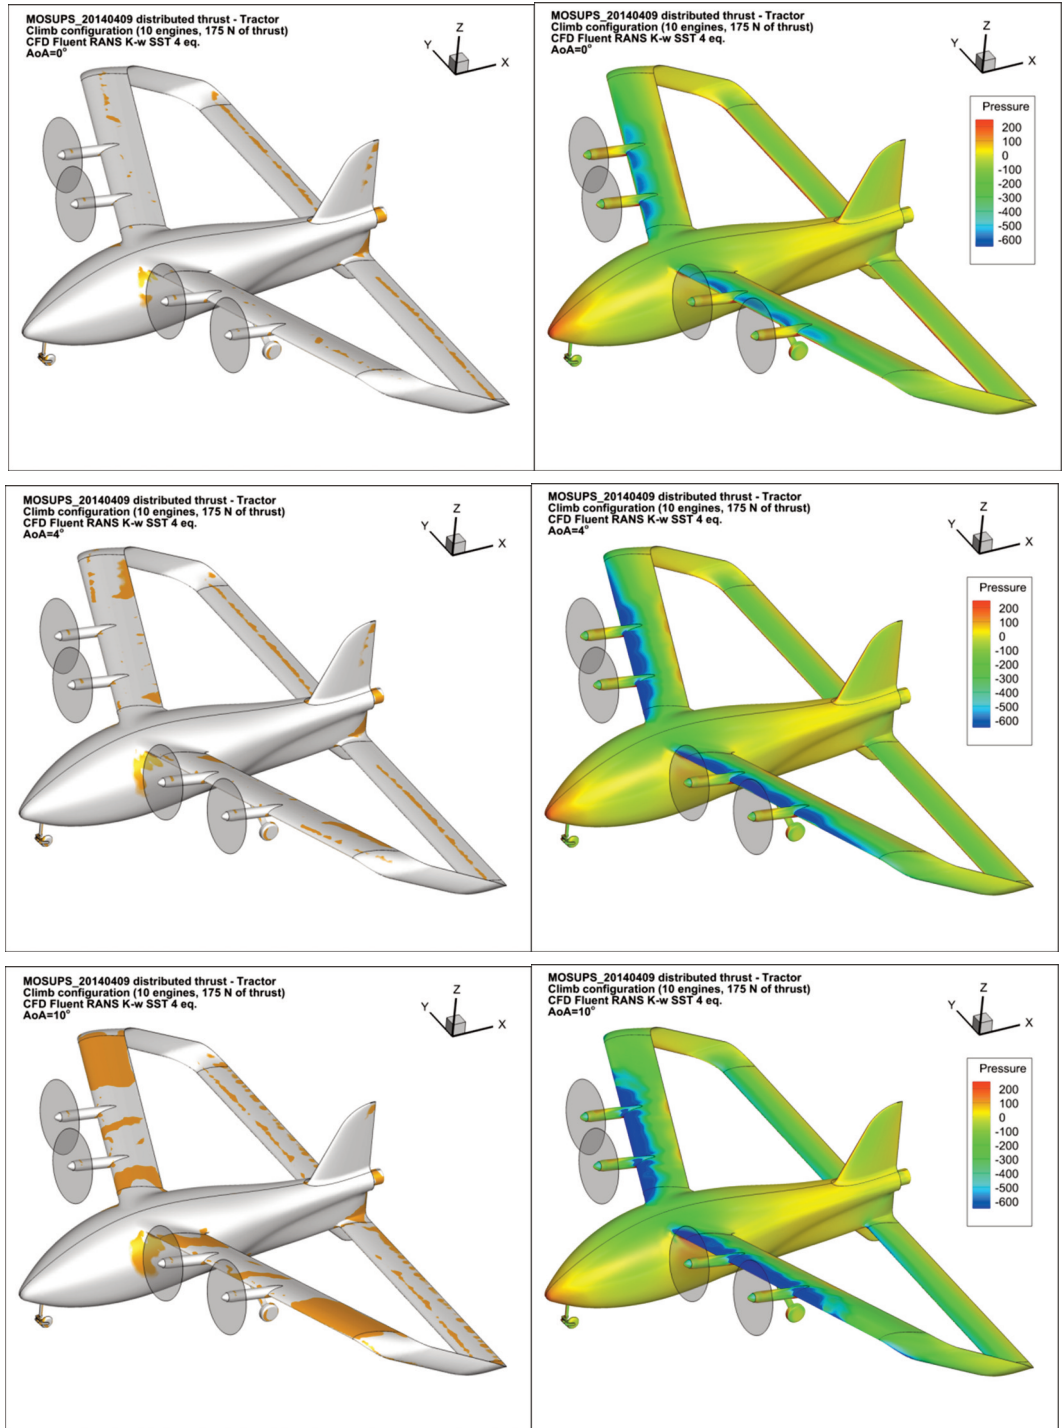 MOSUPS_20140409 distributed thrust - Tractor
Climb configuration (10 engines, 175 N of thrust)
CFD Fluent RANS K-w SST 4 eq.
AoA=0°
Z
Y
X
MOSUPS_20140409 distributed thrust - Tractor
Climb configuration (10 engines, 175 N of thrust)
CFD Fluent RANS K-w SST 4 eq.
AoA=0°
Z
Y
X
Pressure
200
100
0
-100
-200
-300
-400
-500
-600
MOSUPS_20140409 distributed thrust - Tractor
Climb configuration (10 engines, 175 N of thrust)
CFD Fluent RANS K-w SST 4 eq.
AoA=4°
Z
Y
X
MOSUPS_20140409 distributed thrust - Tractor
Climb configuration (10 engines, 175 N of thrust)
CFD Fluent RANS K-w SST 4 eq.
AoA=4°
Z
Y
X
Pressure
200
100
0
-100
-200
-300
-400
-500
-600
MOSUPS_20140409 distributed thrust - Tractor
Climb configuration (10 engines, 175 N of thrust)
CFD Fluent RANS K-w SST 4 eq.
AoA=10°
Z
Y
X
MOSUPS_20140409 distributed thrust - Tractor
Climb configuration (10 engines, 175 N of thrust)
CFD Fluent RANS K-w SST 4 eq.
AoA=10°
Z
Y
X
Pressure
200
100
0
-100
-200
-300
-400
-500
-600